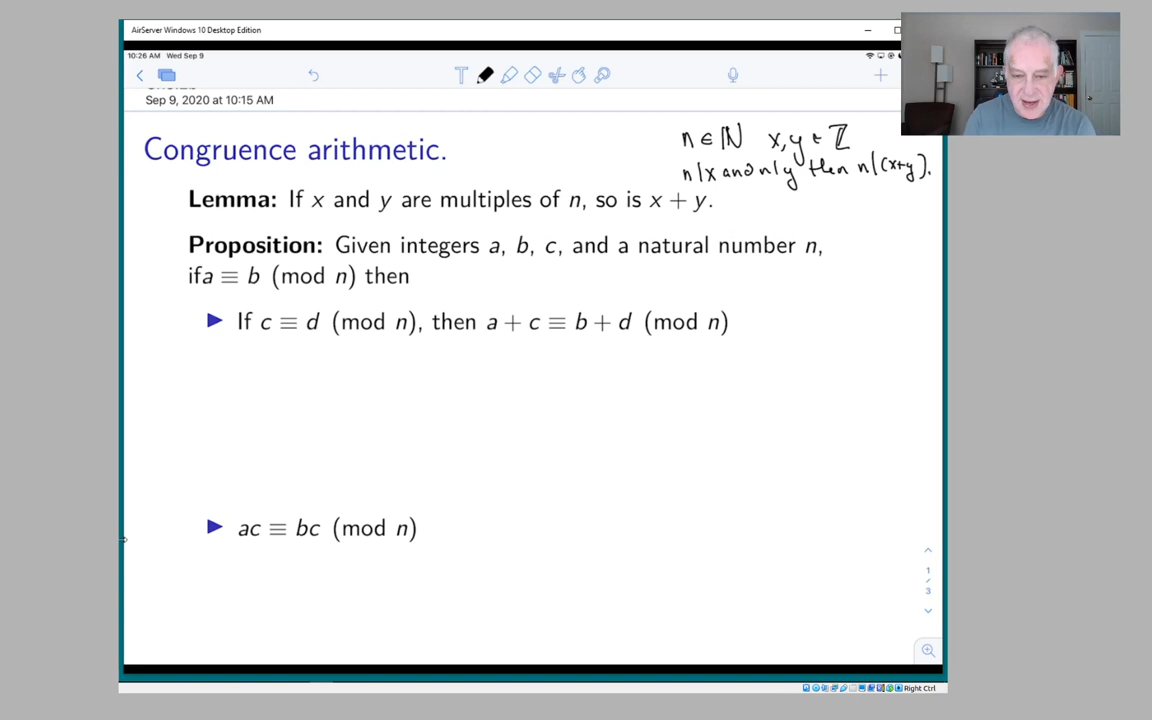 AirServer Windows 10 Desktop Edition
10:26 AM Wed Sep 9
Sep 9, 2020 at 10:15 AM
Congruence arithmetic.
n ∈ ℕ x, y ∈ ℤ
n|x and n|y then n|(x+y).
Lemma: If x and y are multiples of n, so is x + y.
Proposition: Given integers a, b, c, and a natural number n,
ifa ≡ b (mod n) then
▶ If c ≡ d (mod n), then a + c ≡ b + d (mod n)
▶ ac ≡ bc (mod n)
1
/
3
Right Ctrl